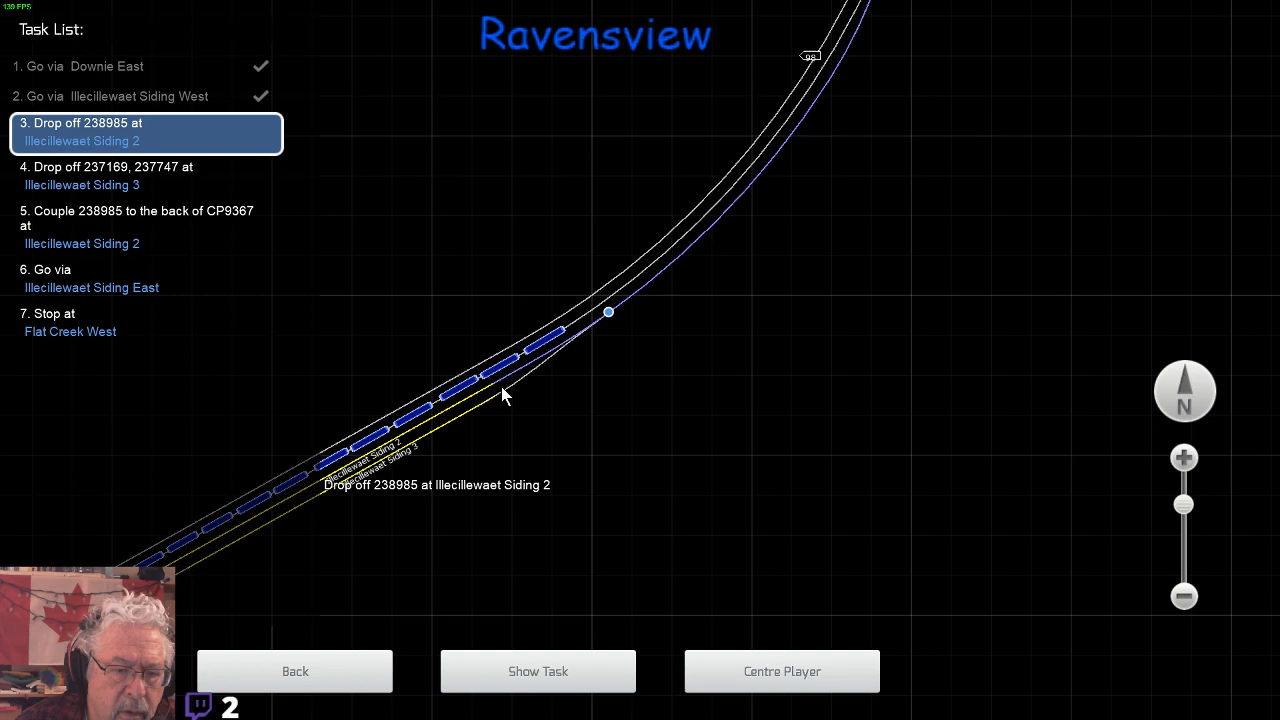 139 FPS
Task List:
Ravensview
98
1. Go via Downie East
2. Go via Illecillewaet Siding West
3. Drop off 238985 at
Illecillewaet Siding 2
4. Drop off 237169, 237747 at
Illecillewaet Siding 3
5. Couple 238985 to the back of CP9367
at
Illecillewaet Siding 2
6. Go via
Illecillewaet Siding East
7. Stop at
Flat Creek West
Illecillewaet Siding 2
Illecillewaet Siding 3
Drop off 238985 at Illecillewaet Siding 2
N
Back
Show Task
Centre Player
2